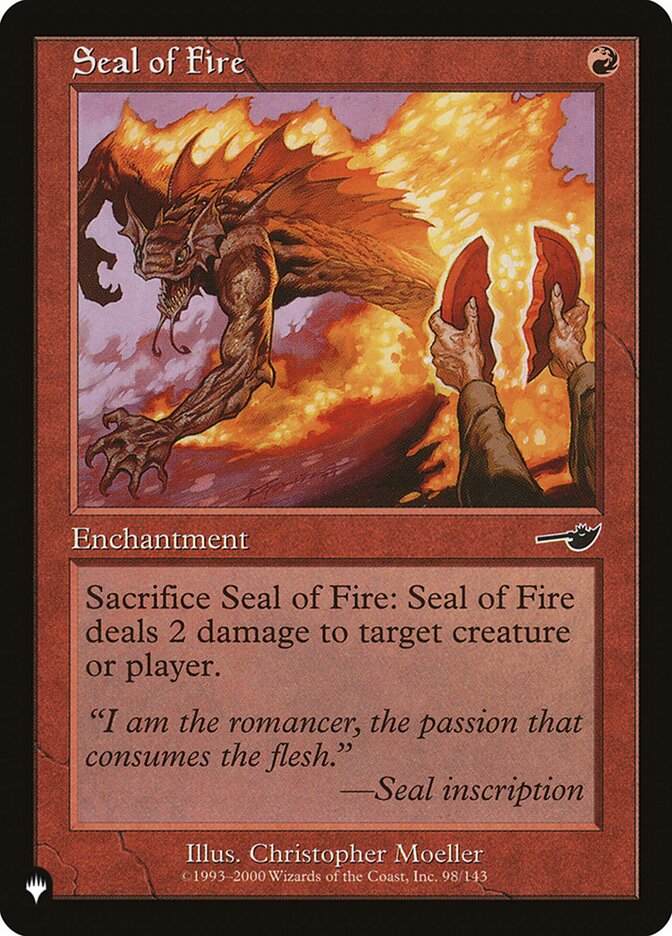 Seal of Fire
Enchantment
Sacrifice Seal of Fire: Seal of Fire
deals 2 damage to target creature
or player.
“I am the romancer, the passion that
consumes the flesh.”
—Seal inscription
Illus. Christopher Moeller
©1993–2000 Wizards of the Coast, Inc. 98/143